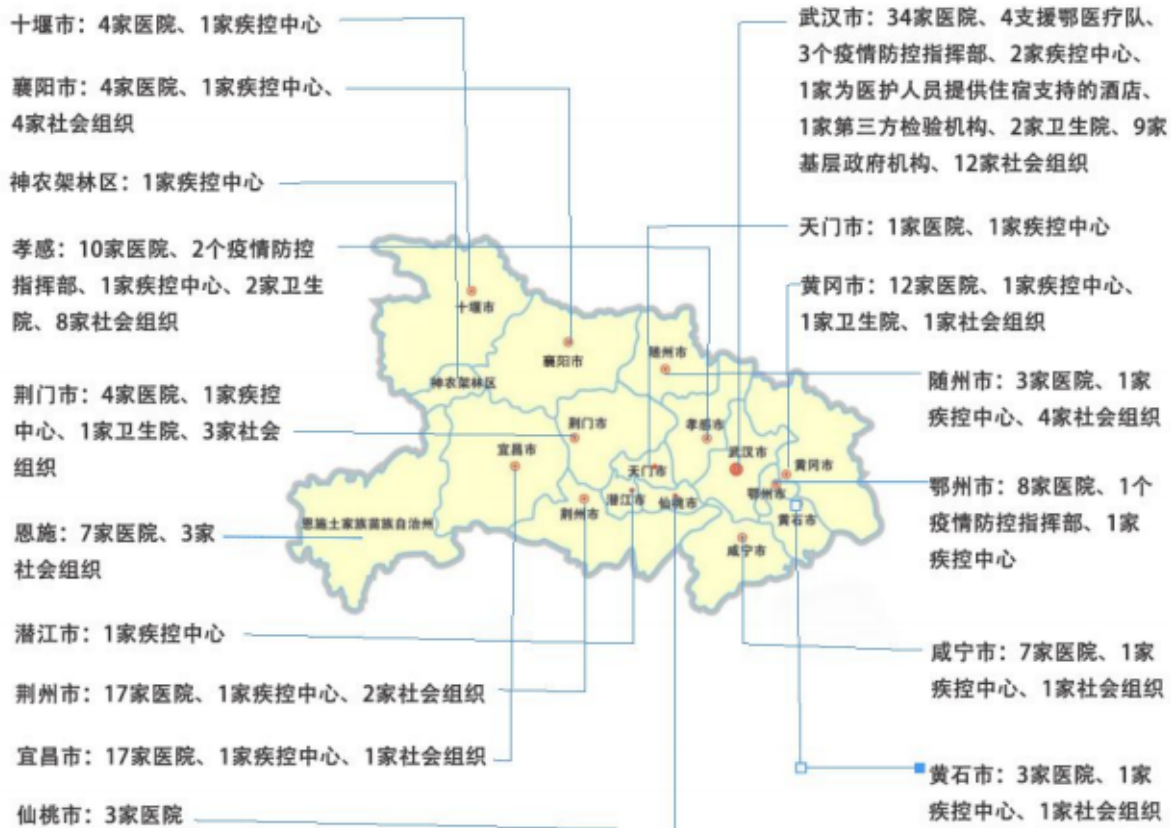 十堰市：4家医院、1家疾控中心
襄阳市：4家医院、1家疾控中心、
4家社会组织
神农架林区：1家疾控中心
孝感：10家医院、2个疫情防控
指挥部、1家疾控中心、2家卫生
院、8家社会组织
荆门市：4家医院、1家疾控
中心、1家卫生院、3家社会
组织
恩施：7家医院、3家
社会组织
潜江市：1家疾控中心
荆州市：17家医院、1家疾控中心、2家社会组织
宜昌市：17家医院、1家疾控中心、1家社会组织
仙桃市：3家医院
武汉市：34家医院、4支援鄂医疗队、
3个疫情防控指挥部、2家疾控中心、
1家为医护人员提供住宿支持的酒店、
1家第三方检验机构、2家卫生院、9家
基层政府机构、12家社会组织
天门市：1家医院、1家疾控中心
黄冈市：12家医院、1家疾控中心、
1家卫生院、1家社会组织
随州市：3家医院、1家
疾控中心、4家社会组织
鄂州市：8家医院、1个
疫情防控指挥部、1家
疾控中心
咸宁市：7家医院、1家
疾控中心、1家社会组织
黄石市：3家医院、1家
疾控中心、1家社会组织
十堰市
襄阳市
随州市
神农架林区
荆门市
孝感市
宜昌市
武汉市
天门市
黄冈市
潜江市
仙桃市
鄂州市
荆州市
黄石市
恩施土家族苗族自治州
咸宁市